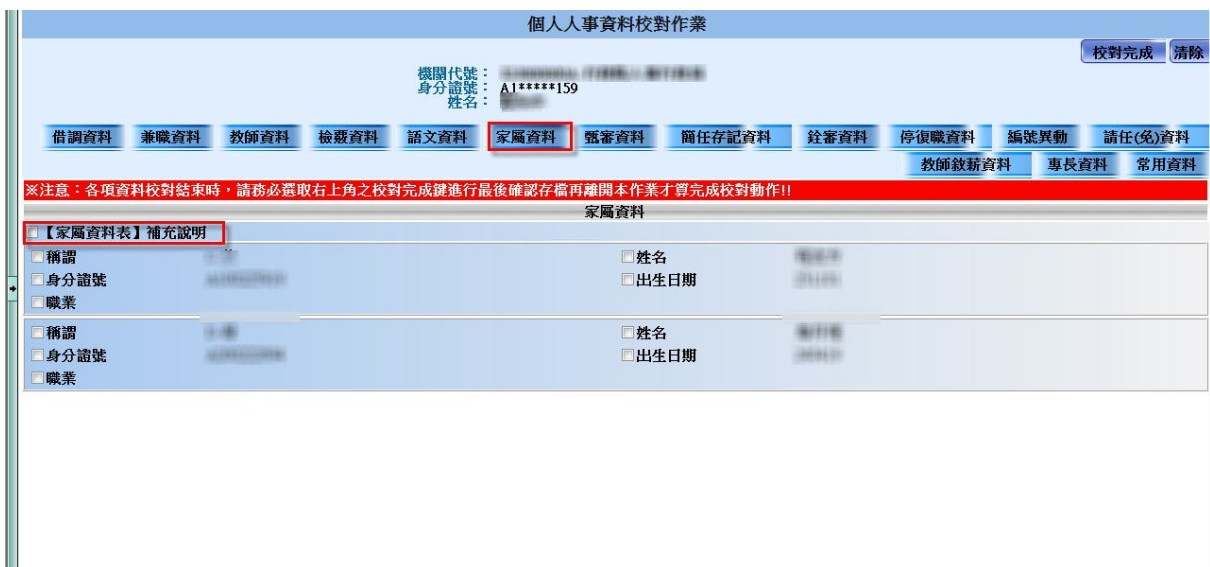 個人人事資料校對作業
校對完成 清除
機關代號：
身分證號： A1*****159
姓名：
借調資料 兼職資料 教師資料 檢覈資料 語文資料 家屬資料 甄審資料 簡任存記資料 銓審資料 停復職資料 編號異動 請任(免)資料
教師敘薪資料 專長資料 常用資料
※注意：各項資料校對結束時，請務必選取右上角之校對完成鍵進行最後確認存檔再離開本作業才算完成校對動作!!
家屬資料
【家屬資料表】補充說明
稱謂 姓名
身分證號 出生日期
職業
稱謂 姓名
身分證號 出生日期
職業